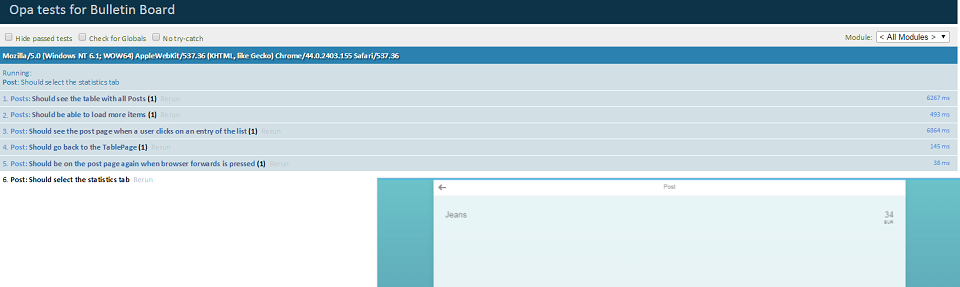 Opa tests for Bulletin Board
Hide passed tests Check for Globals No try-catch Module: < All Modules >
Mozilla/5.0 (Windows NT 6.1; WOW64) AppleWebKit/537.36 (KHTML, like Gecko) Chrome/44.0.2403.155 Safari/537.36
Running:
Post: Should select the statistics tab
1. Posts: Should see the table with all Posts (1) Rerun 6267 ms
2. Posts: Should be able to load more items (1) Rerun 493 ms
3. Post: Should see the post page when a user clicks on an entry of the list (1) Rerun 6864 ms
4. Post: Should go back to the TablePage (1) Rerun 145 ms
5. Post: Should be on the post page again when browser forwards is pressed (1) Rerun 38 ms
6. Post: Should select the statistics tab Rerun
Post
Jeans 34
EUR